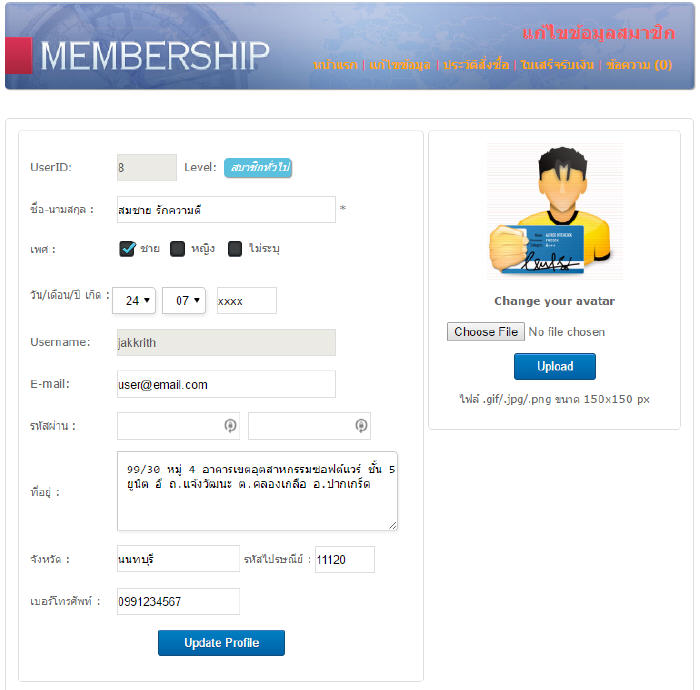 แก้ไขข้อมูลสมาชิก
MEMBERSHIP
หน้าแรก | แก้ไขข้อมูล | ประวัติสั่งซื้อ | ใบเสร็จรับเงิน | ข้อความ (0)
UserID: 8 Level: สมาชิกทั่วไป
ชื่อ-นามสกุล : สมชาย รักความดี *
เพศ : ชาย หญิง ไม่ระบุ
วัน/เดือน/ปี เกิด : 24 07 xxxx
Username: jakkrith
E-mail: user@email.com
รหัสผ่าน :
ที่อยู่ : 99/30 หมู่ 4 อาคารเขตอุตสาหกรรมซอฟต์แวร์ ชั้น 5
ยูนิต อี ถ.แจ้งวัฒนะ ต.คลองเกลือ อ.ปากเกร็ด
จังหวัด : นนทบุรี รหัสไปรษณีย์ : 11120
เบอร์โทรศัพท์ : 0991234567
Update Profile
Change your avatar
Choose File No file chosen
Upload
ไฟล์ .gif/.jpg/.png ขนาด 150x150 px